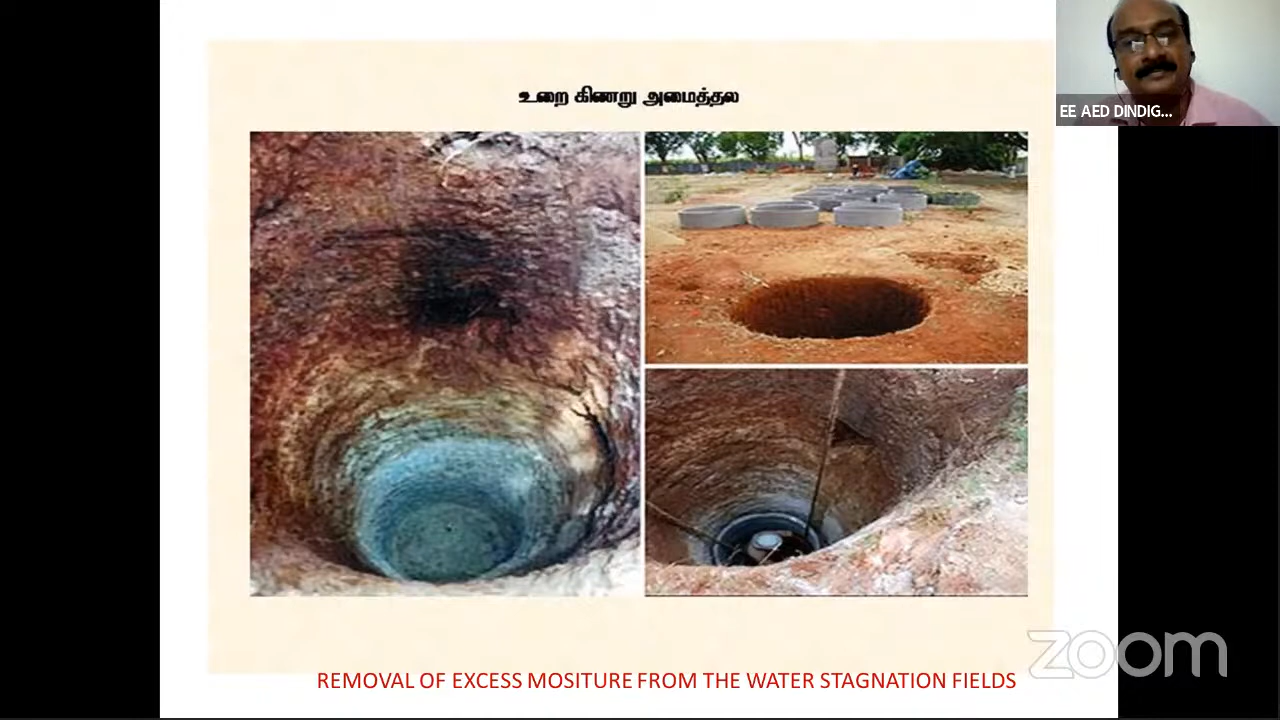 உறை கிணறு அமைத்தல
EE AED DINDIG...
REMOVAL OF EXCESS MOSITURE FROM THE WATER STAGNATION FIELDS
zoom